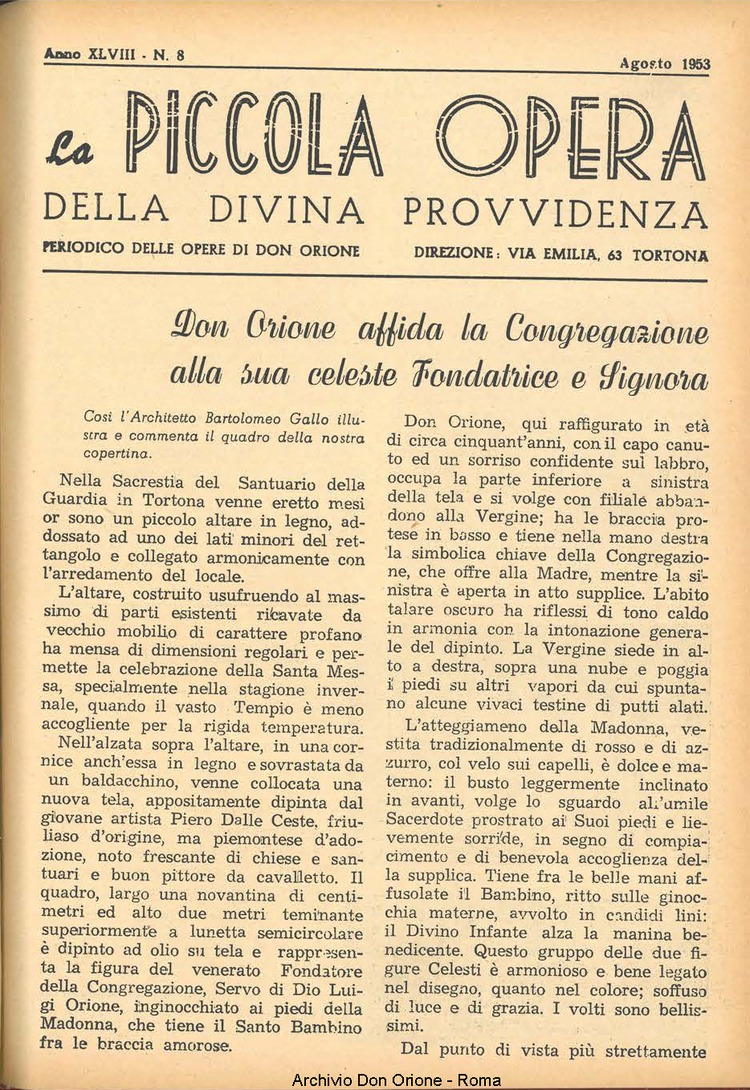 Anno XLVIII - N. 8
Agosto 1953
La PICCOLA OPERA
DELLA DIVINA PROVVIDENZA
PERIODICO DELLE OPERE DI DON ORIONE
DIREZIONE: VIA EMILIA, 63 TORTONA
Don Orione affida la Congregazione
alla sua celeste Fondatrice e Signora
Così l'Architetto Bartolomeo Gallo illu-
stra e commenta il quadro della nostra
copertina.
Nella Sacrestia del Santuario della
Guardia in Tortona venne eretto mesi
or sono un piccolo altare in legno, ad-
dossato ad uno dei lati minori del ret-
tangolo e collegato armonicamente con
l'arredamento del locale.
L'altare, costruito usufruendo al mas-
simo di parti esistenti ricavate da
vecchio mobilio di carattere profano
ha mensa di dimensioni regolari e per-
mette la celebrazione della Santa Mes-
sa, specialmente nella stagione inver-
nale, quando il vasto Tempio è meno
accogliente per la rigida temperatura.
Nell'alzata sopra l'altare, in una cor-
nice anch'essa in legno e sovrastata da
un baldacchino, venne collocata una
nuova tela, appositamente dipinta dal
giovane artista Piero Dalle Ceste, friu-
liaso d'origine, ma piemontese d'ado-
zione, noto frescante di chiese e san-
tuari e buon pittore da cavalletto. Il
quadro, largo una novantina di centi-
metri ed alto due metri teminante
superiormente a lunetta semicircolare
è dipinto ad olio su tela e rappresen-
ta la figura del venerato Fondatore
della Congregazione, Servo di Dio Lui-
gi Orione, inginocchiato ai piedi della
Madonna, che tiene il Santo Bambino
fra le braccia amorose.
Don Orione, qui raffigurato in età
di circa cinquant'anni, con il capo canu-
to ed un sorriso confidente sul labbro,
occupa la parte inferiore a sinistra
della tela e si volge con filiale abban-
dono alla Vergine; ha le braccia pro-
tese in basso e tiene nella mano destra
la simbolica chiave della Congregazio-
ne, che offre alla Madre, mentre la si-
nistra è aperta in atto supplice. L'abito
talare oscuro ha riflessi di tono caldo
in armonia con la intonazione genera-
le del dipinto. La Vergine siede in al-
to a destra, sopra una nube e poggia
i piedi su altri vapori da cui spunta-
no alcune vivaci testine di putti alati.
L'atteggiameno della Madonna, ve-
stita tradizionalmente di rosso e di az-
zurro, col velo sui capelli, è dolce e ma-
terno: il busto leggermente inclinato
in avanti, volge lo sguardo all'umile
Sacerdote prostrato ai Suoi piedi e lie-
vemente sorride, in segno di compia-
cimento e di benevola accoglienza del-
la supplica. Tiene fra le belle mani af-
fusolate il Bambino, ritto sulle ginoc-
chia materne, avvolto in candidi lini:
il Divino Infante alza la manina be-
nedicente. Questo gruppo delle due fi-
gure Celesti è armonioso e bene legato
nel disegno, quanto nel colore; soffuso
di luce e di grazia. I volti sono bellis-
simi.
Dal punto di vista più strettamente
Archivio Don Orione - Roma